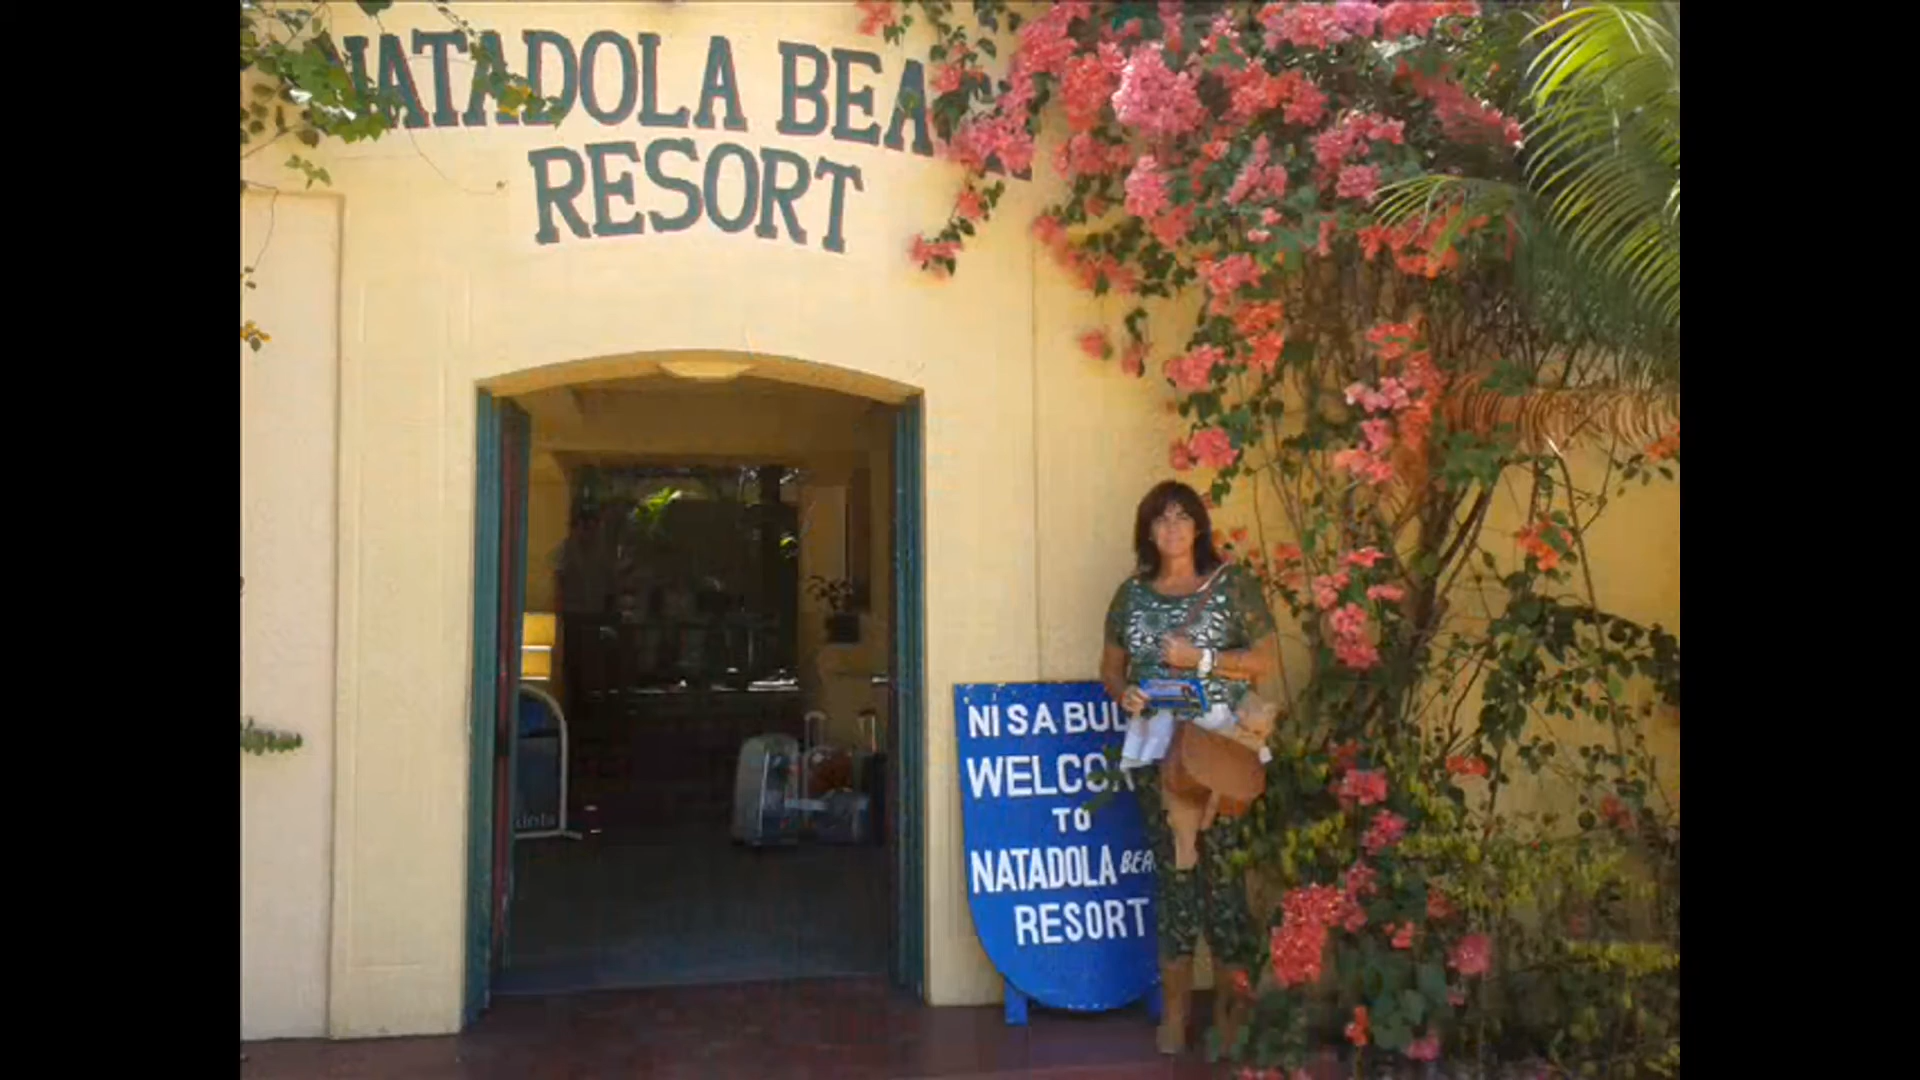 NATADOLA BEA
RESORT
NI SA BUL
WELCO
TO
NATADOLA BEA
RESORT